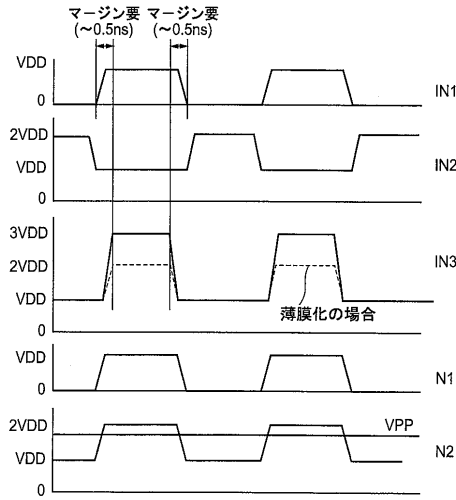 マージン要 マージン要
(~0.5ns) (~0.5ns)
VDD
0
IN1
2VDD
VDD
0
IN2
3VDD
2VDD
VDD
0
IN3
薄膜化の場合
VDD
0
N1
2VDD
VDD
0
VPP
N2